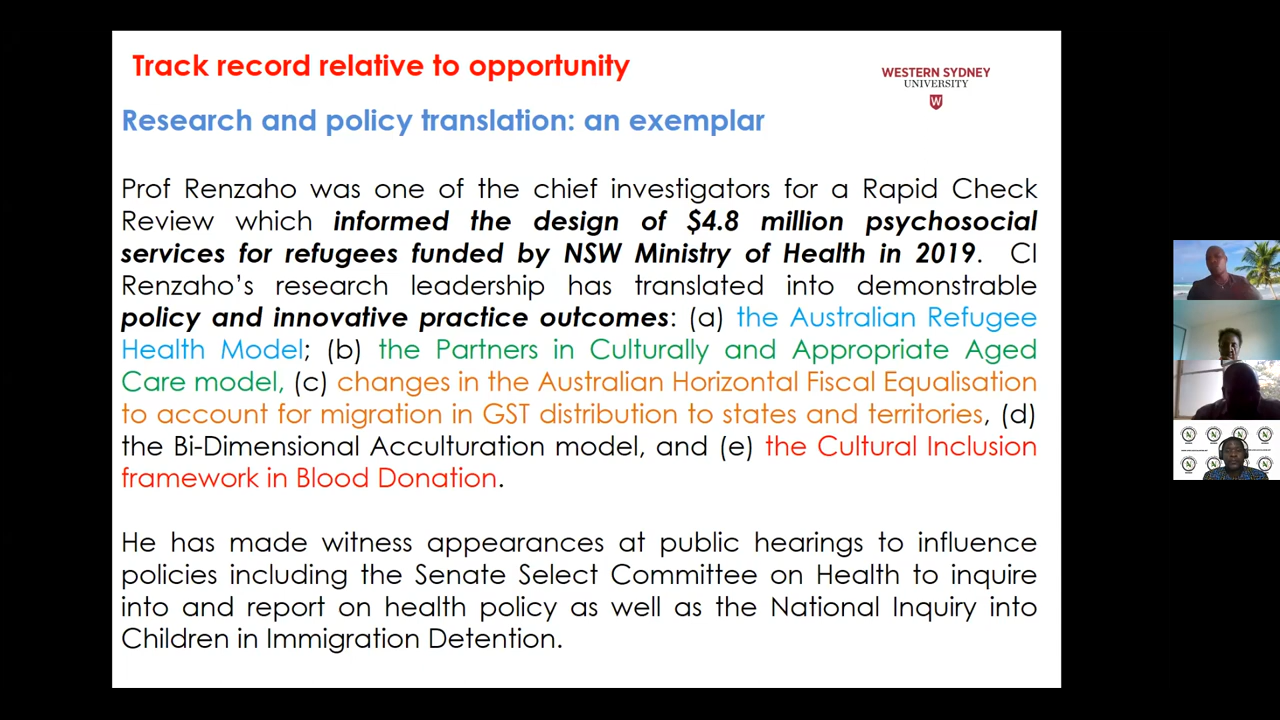 Track record relative to opportunity
WESTERN SYDNEY
UNIVERSITY
W
Research and policy translation: an exemplar
Prof Renzaho was one of the chief investigators for a Rapid Check
Review which informed the design of $4.8 million psychosocial
services for refugees funded by NSW Ministry of Health in 2019. CI
Renzaho’s research leadership has translated into demonstrable
policy and innovative practice outcomes: (a) the Australian Refugee
Health Model; (b) the Partners in Culturally and Appropriate Aged
Care model, (c) changes in the Australian Horizontal Fiscal Equalisation
to account for migration in GST distribution to states and territories, (d)
the Bi-Dimensional Acculturation model, and (e) the Cultural Inclusion
framework in Blood Donation.
He has made witness appearances at public hearings to influence
policies including the Senate Select Committee on Health to inquire
into and report on health policy as well as the National Inquiry into
Children in Immigration Detention.